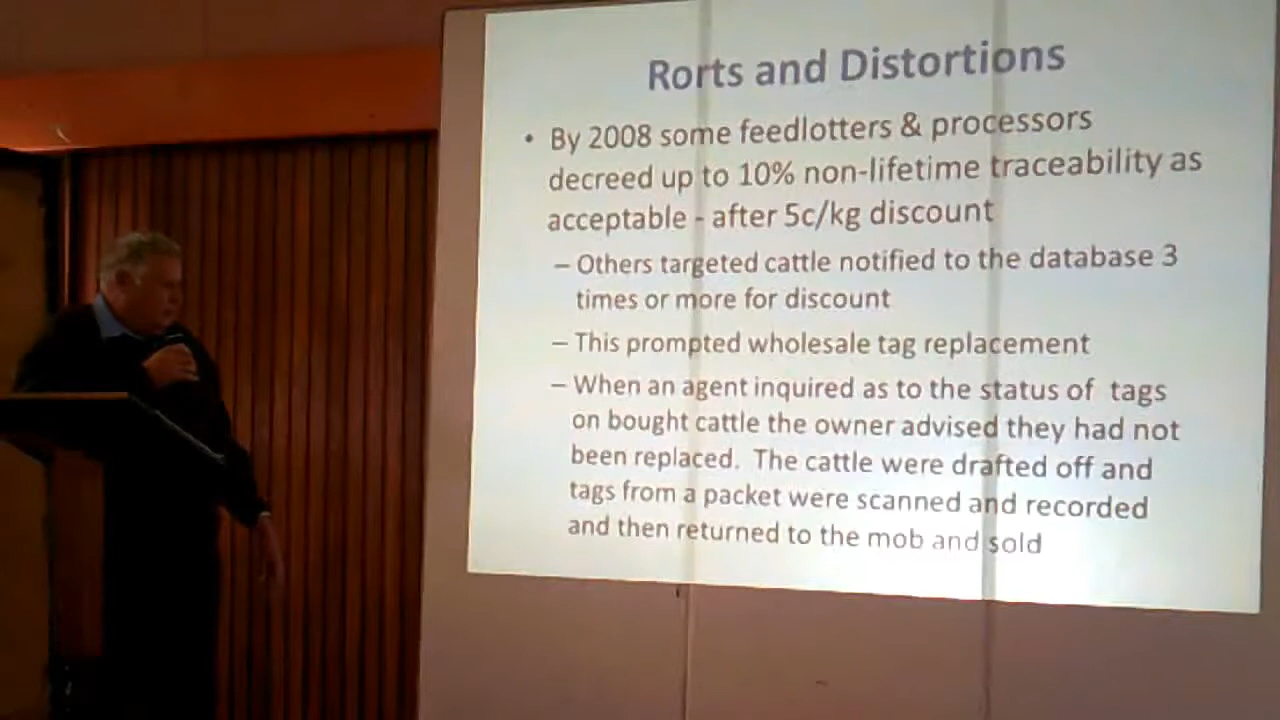 Rorts and Distortions
• By 2008 some feedlotters & processors
decreed up to 10% non-lifetime traceability as
acceptable - after 5c/kg discount
– Others targeted cattle notified to the database 3
times or more for discount
– This prompted wholesale tag replacement
– When an agent inquired as to the status of tags
on bought cattle the owner advised they had not
been replaced. The cattle were drafted off and
tags from a packet were scanned and recorded
and then returned to the mob and sold